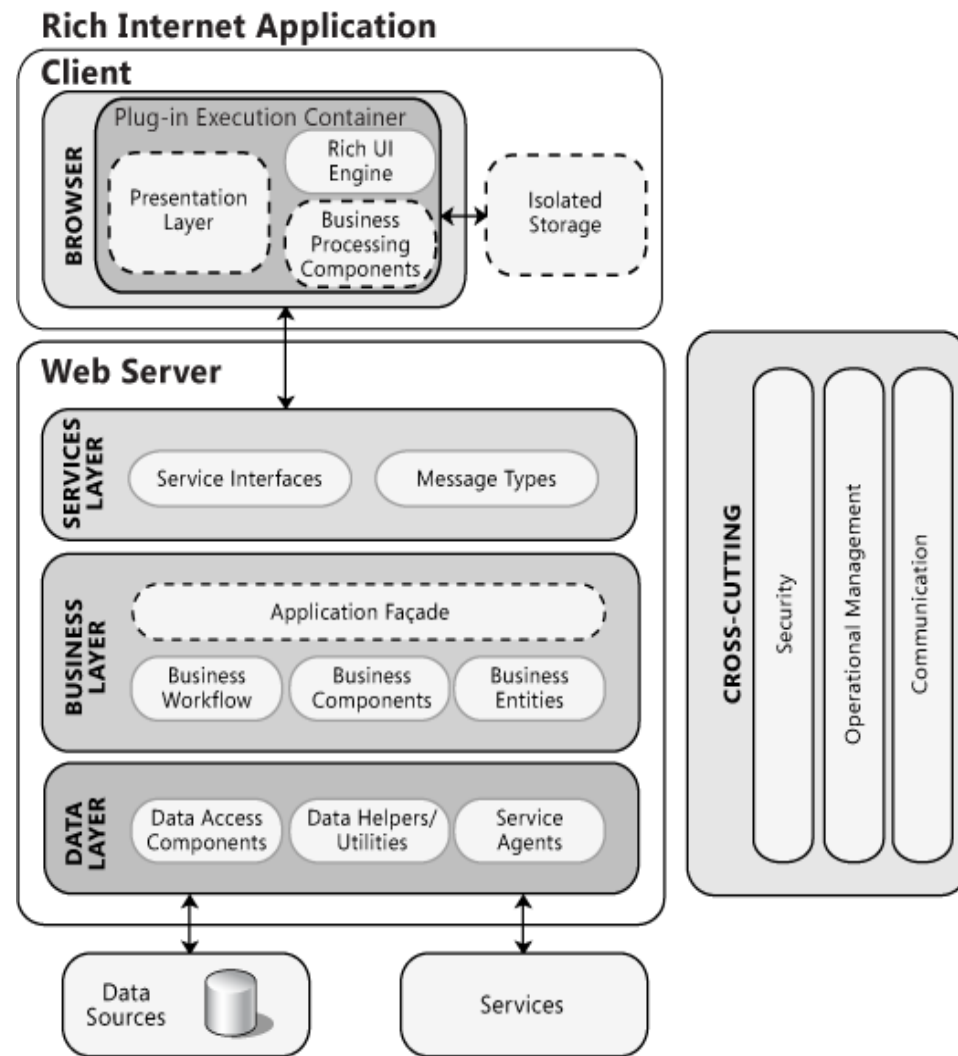 Rich Internet Application
Client
BROWSER
Plug-in Execution Container
Presentation
Layer
Rich UI
Engine
Business
Processing
Components
Isolated
Storage
Web Server
SERVICES
LAYER
Service Interfaces
Message Types
BUSINESS
LAYER
Application Façade
Business
Workflow
Business
Components
Business
Entities
DATA
LAYER
Data Access
Components
Data Helpers/
Utilities
Service
Agents
Data
Sources
Services
CROSS-CUTTING
Security
Operational Management
Communication